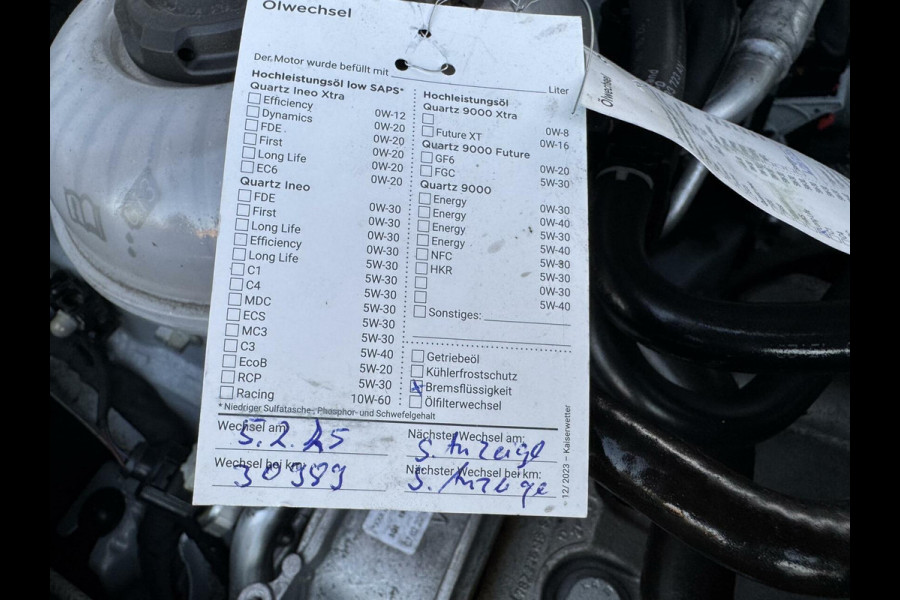 Ölwechsel
Der Motor wurde befüllt mit Liter
Hochleistungsöl low SAPS*
Quartz Ineo Xtra
Efficiency 0W-12
Dynamics 0W-20
FDE 0W-20
First 0W-20
Long Life 0W-20
EC6 0W-20
Quartz Ineo
FDE 0W-30
First 0W-30
Long Life 0W-30
Efficiency 0W-30
Long Life 5W-30
C1 5W-30
C4 5W-30
MDC 5W-30
ECS 5W-30
MC3 5W-30
C3 5W-40
EcoB 5W-20
RCP 5W-30
Racing 10W-60
Hochleistungsöl
Quartz 9000 Xtra
0W-8
Future XT 0W-16
Quartz 9000 Future
GF6 0W-20
FGC 5W-30
Quartz 9000
Energy 0W-30
Energy 0W-40
Energy 5W-30
Energy 5W-40
NFC 5W-30
HKR 5W-30
0W-30
5W-40
Sonstiges:
Getriebeöl
Kühlerfrostschutz
Bremsflüssigkeit
Ölfilterwechsel
* Niedriger Sulfatasche-, Phosphor- und Schwefelgehalt
Wechsel am:
5.2.25
Nächster Wechsel am:
s. Anzeige
Wechsel bei km:
30989
Nächster Wechsel bei km:
s. Anzeige
12/2023 – Kaiserwetter
Ölwechsel